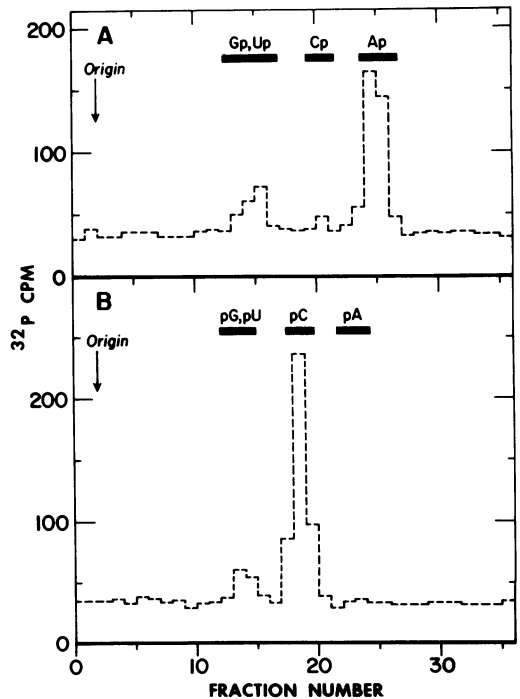 200
A
Gp,Up
Cp
Ap
Origin
100
0
32P CPM
B
pG,pU
pC
pA
Origin
200
100
0
0 10 20 30
FRACTION NUMBER